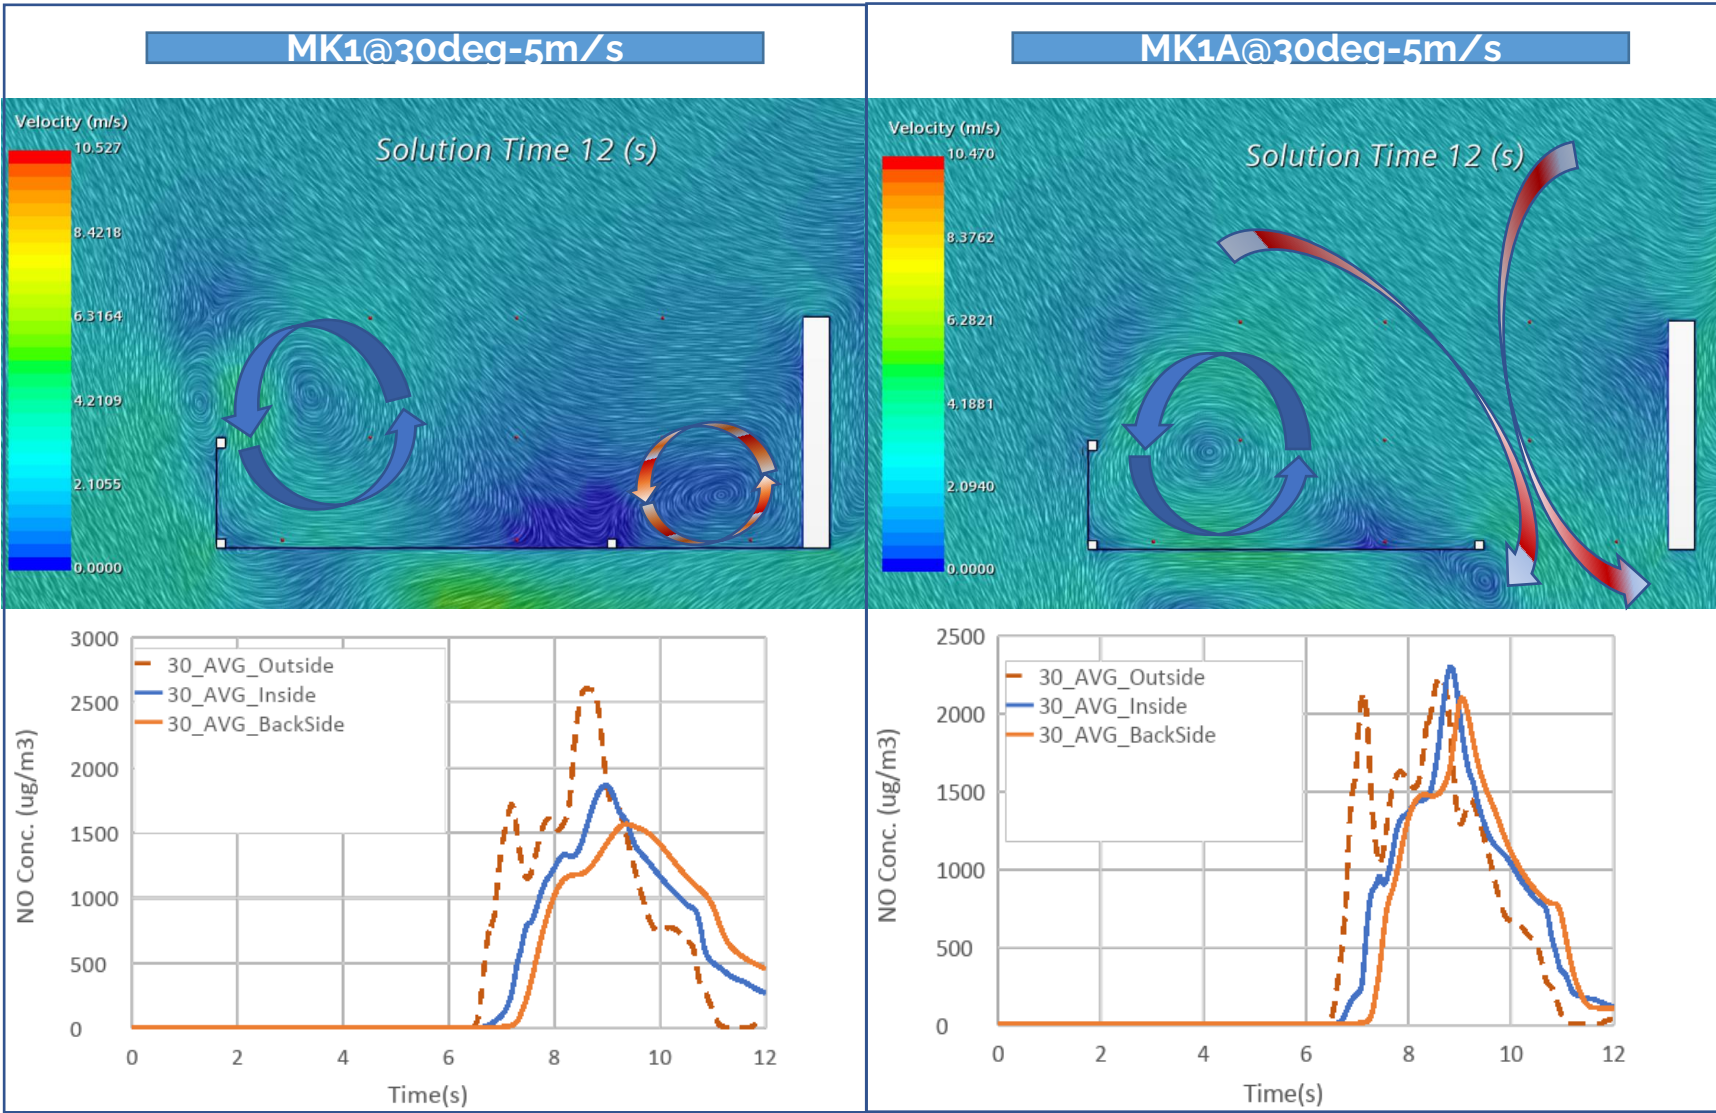 MK1@30deg-5m/s
Velocity (m/s)
10.527
8.4218
6.3164
4.2109
2.1055
0.0000
Solution Time 12 (s)
3000
2500
2000
1500
1000
500
0
NO Conc. (ug/m3)
30_AVG_Outside
30_AVG_Inside
30_AVG_BackSide
0 2 4 6 8 10 12
Time(s)
MK1A@30deg-5m/s
Velocity (m/s)
10.470
8.3762
6.2821
4.1881
2.0940
0.0000
Solution Time 12 (s)
2500
2000
1500
1000
500
0
NO Conc. (ug/m3)
30_AVG_Outside
30_AVG_Inside
30_AVG_BackSide
0 2 4 6 8 10 12
Time(s)